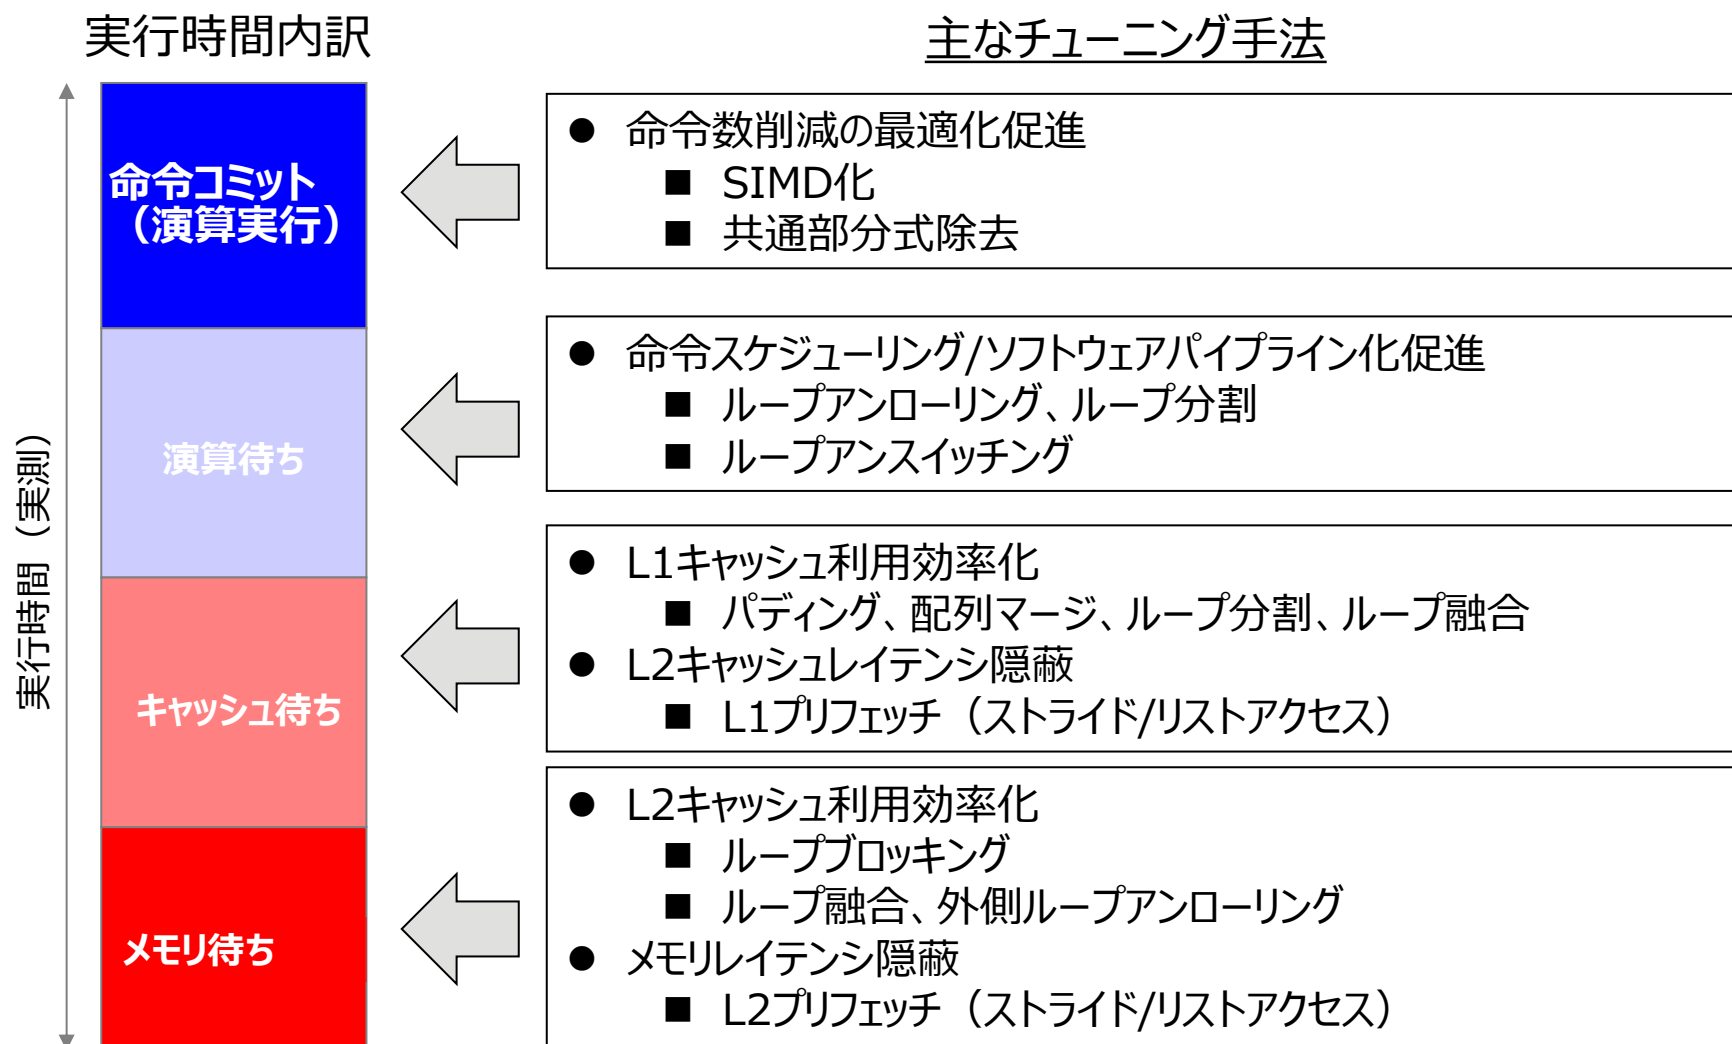 実行時間内訳
主なチューニング手法
実行時間（実測）
命令コミット
（演算実行）
● 命令数削減の最適化促進
■ SIMD化
■ 共通部分式除去
演算待ち
● 命令スケジューリング/ソフトウェアパイプライン化促進
■ ループアンローリング、ループ分割
■ ループアンスイッチング
キャッシュ待ち
● L1キャッシュ利用効率化
■ パディング、配列マージ、ループ分割、ループ融合
● L2キャッシュレイテンシ隠蔽
■ L1プリフェッチ（ストライド/リストアクセス）
メモリ待ち
● L2キャッシュ利用効率化
■ ループブロッキング
■ ループ融合、外側ループアンローリング
● メモリレイテンシ隠蔽
■ L2プリフェッチ（ストライド/リストアクセス）